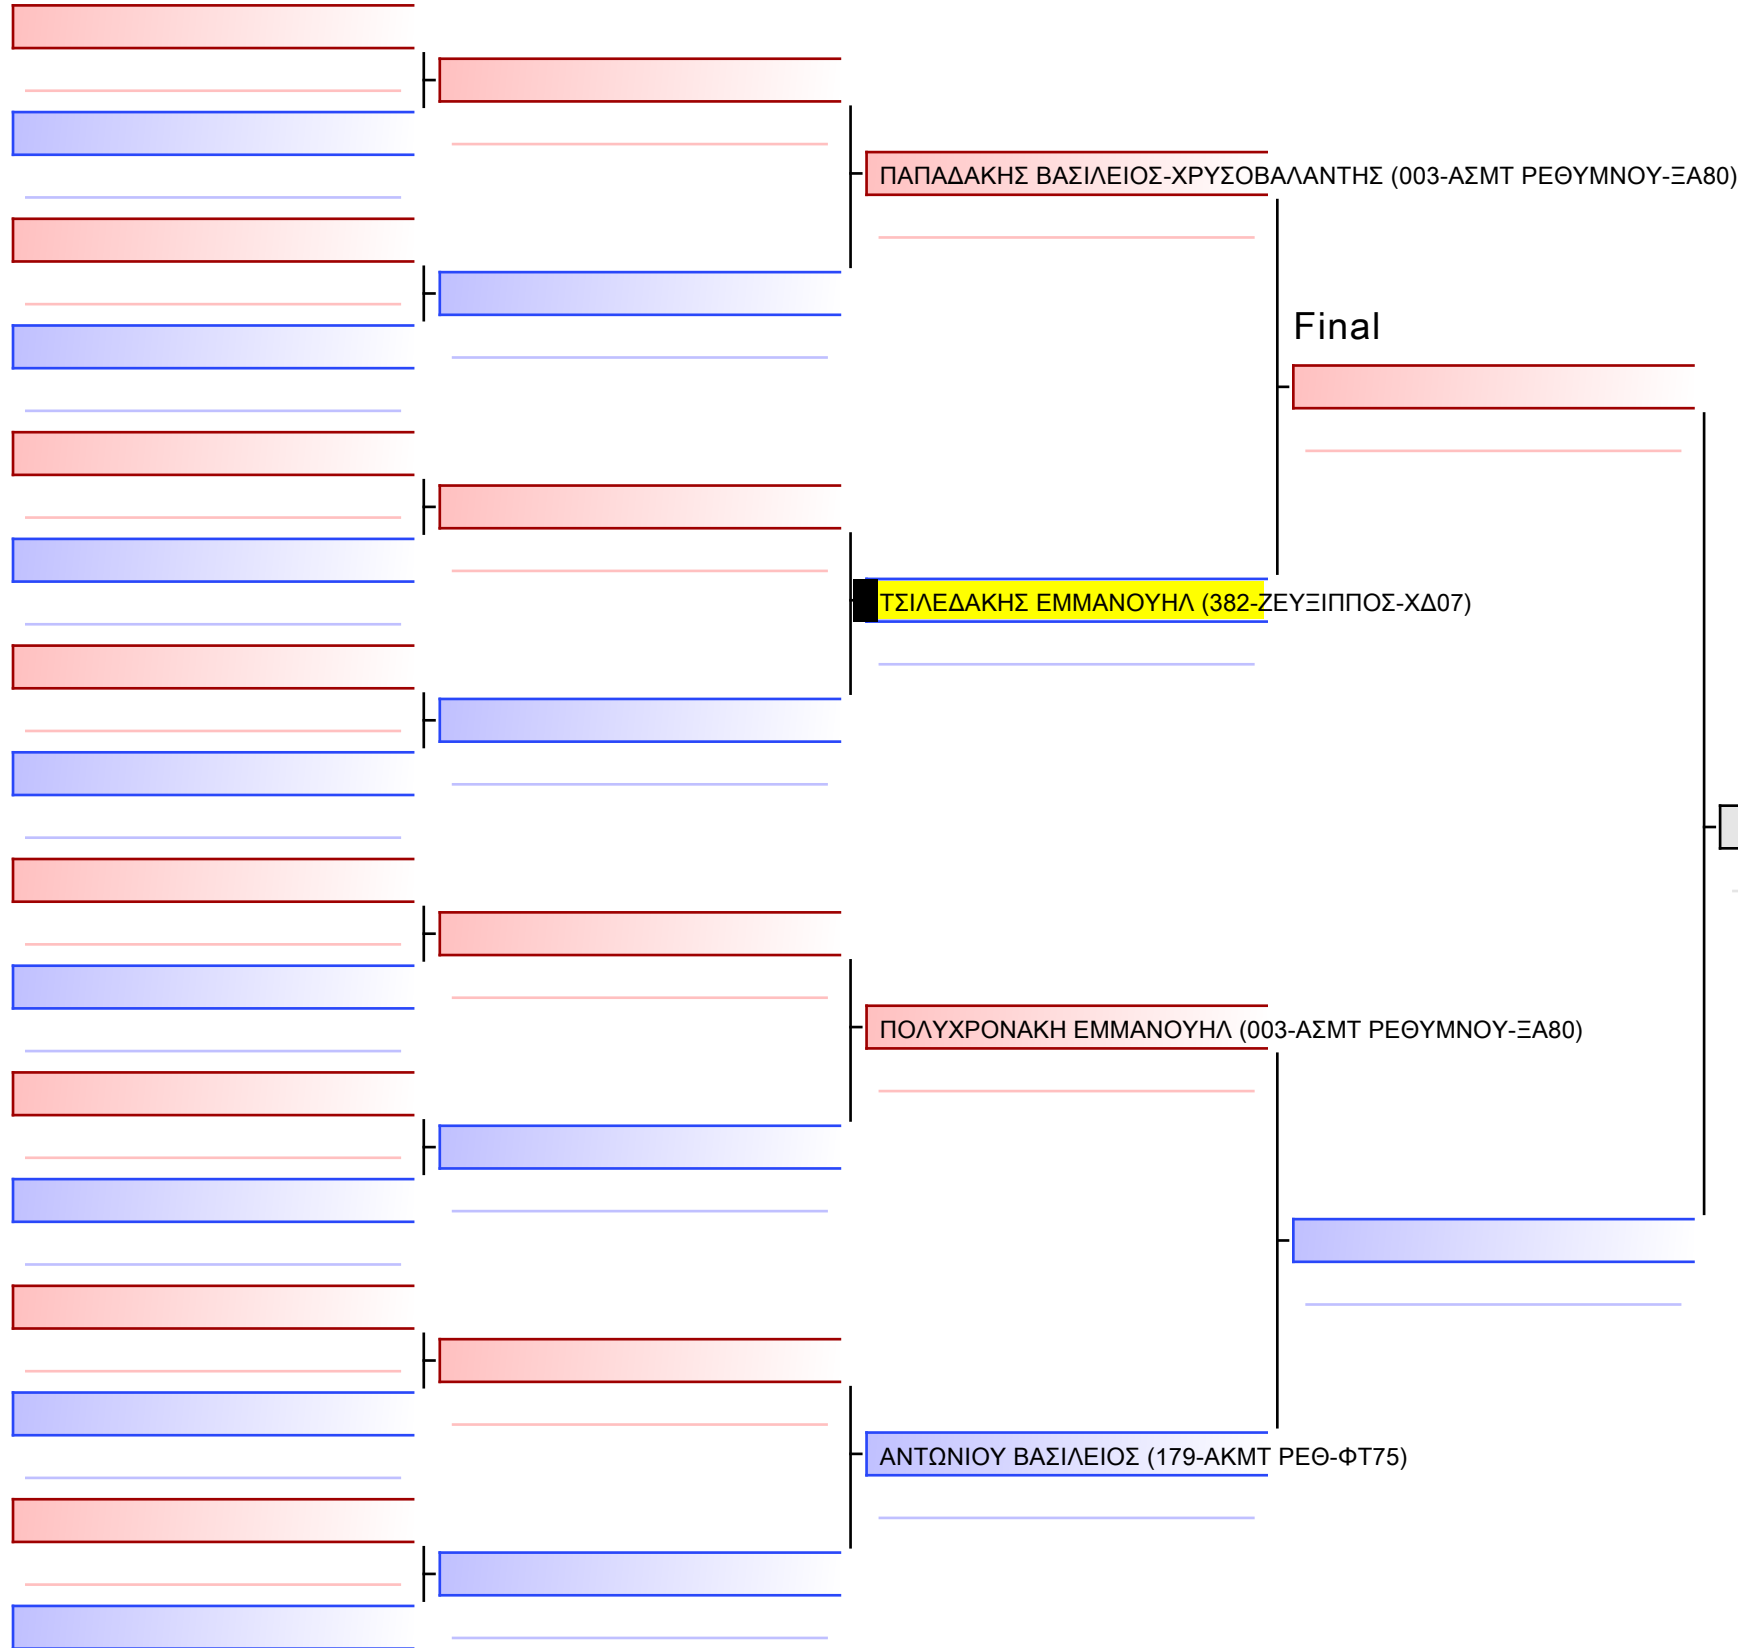 ΠΑΠΑΔΑΚΗΣ ΒΑΣΙΛΕΙΟΣ-ΧΡΥΣΟΒΑΛΑΝΤΗΣ (003-ΑΣΜΤ ΡΕΘΥΜΝΟΥ-ΞΑ80)
Final
ΤΣΙΛΕΔΑΚΗΣ ΕΜΜΑΝΟΥΗΛ (382-ΖΕΥΞΙΠΠΟΣ-ΧΔ07)
ΠΟΛΥΧΡΟΝΑΚΗ ΕΜΜΑΝΟΥΗΛ (003-ΑΣΜΤ ΡΕΘΥΜΝΟΥ-ΞΑ80)
ΑΝΤΩΝΙΟΥ ΒΑΣΙΛΕΙΟΣ (179-ΑΚΜΤ ΡΕΘ-ΦΤ75)